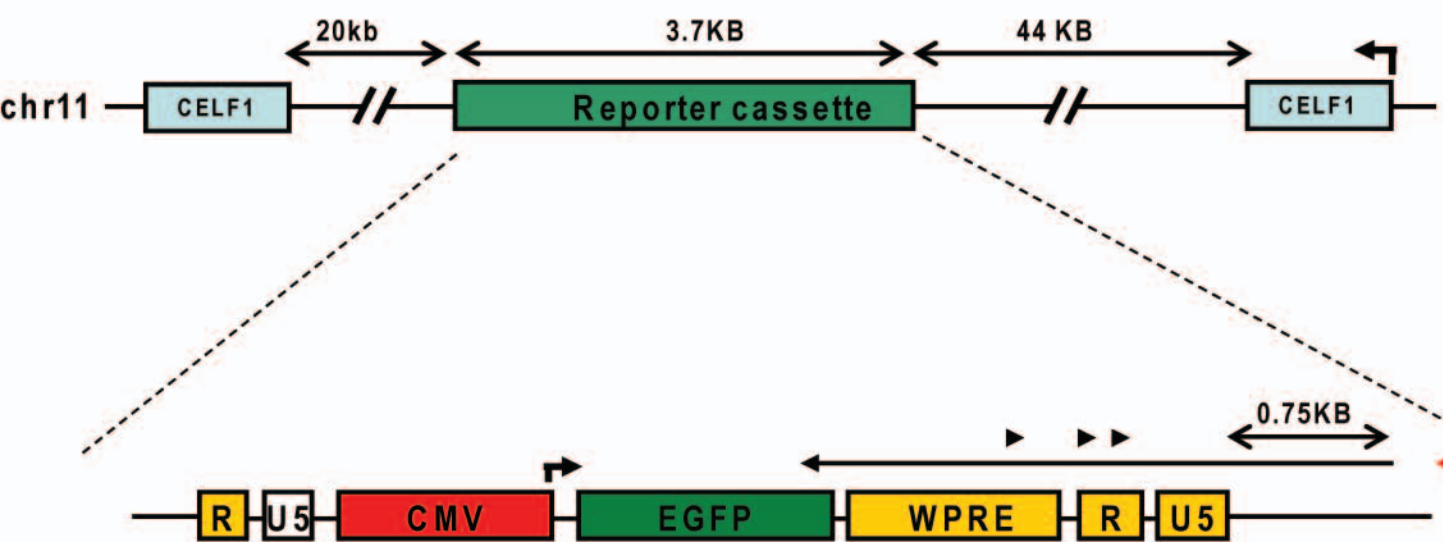 20kb 3.7KB 44 KB
chr11 CELF1 Reporter cassette CELF1
0.75KB
R U5 CMV EGFP WPRE R U5